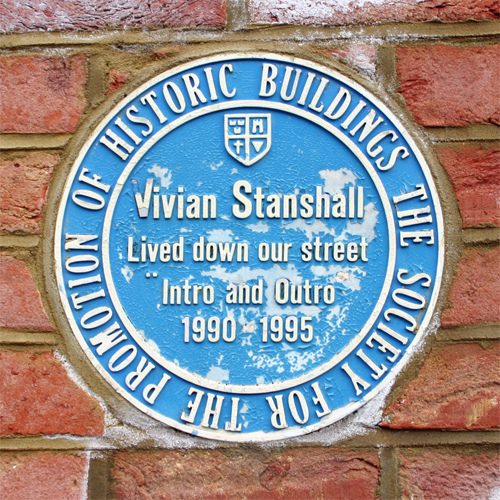 THE SOCIETY FOR THE PROMOTION OF HISTORIC BUILDINGS
Vivian Stanshall
Lived down our street
"Intro and Outro
1990 - 1995